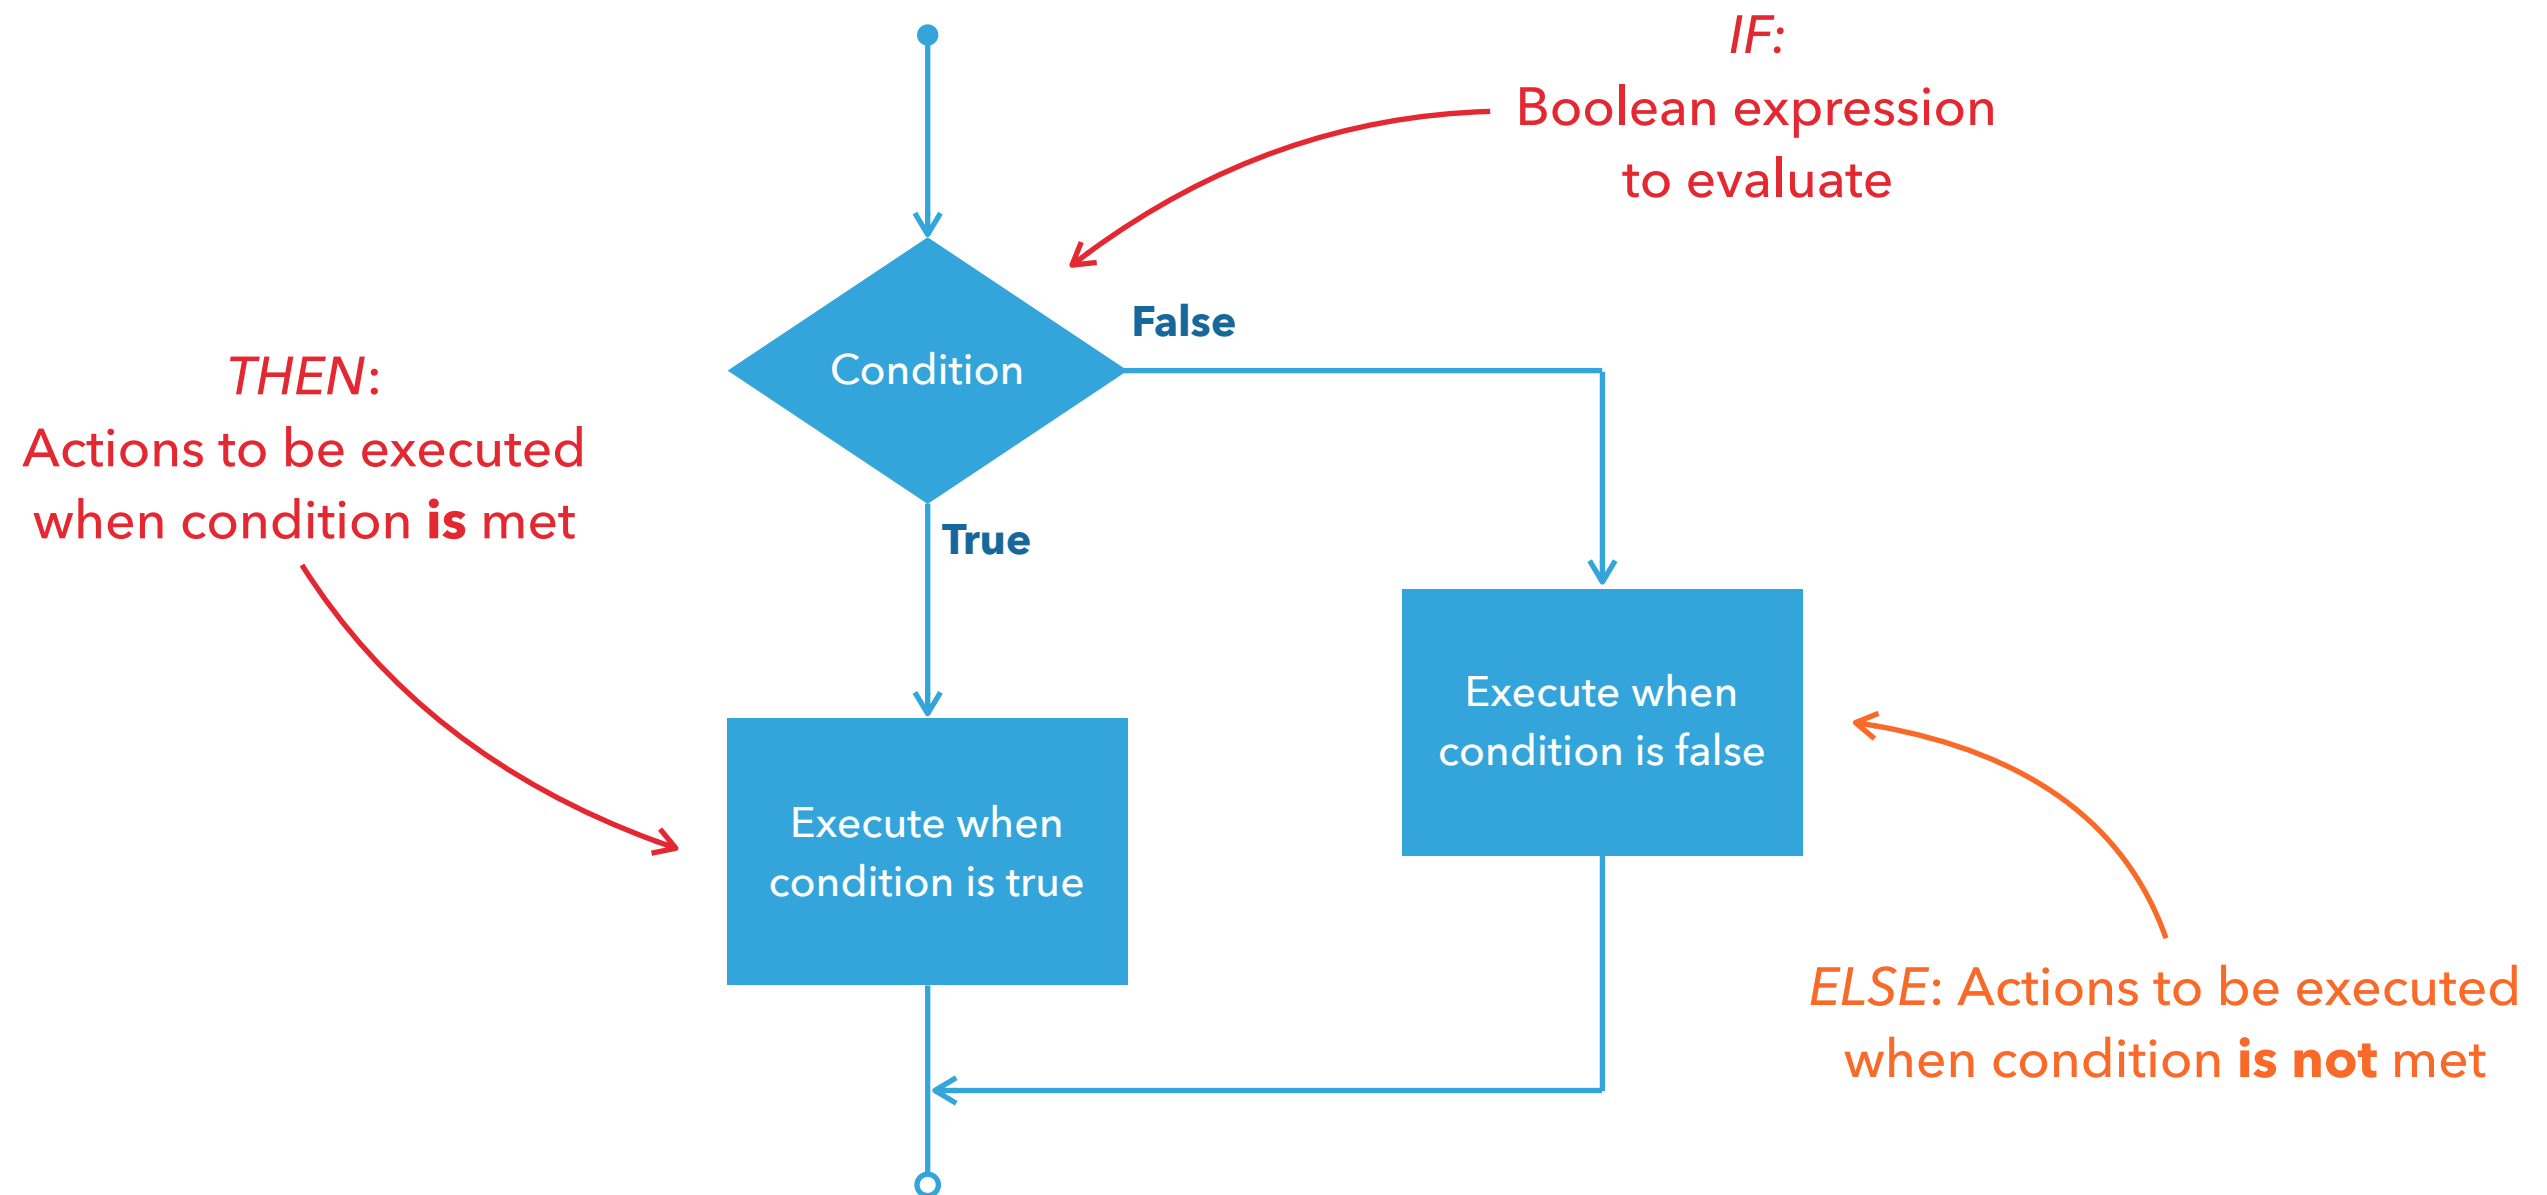 IF:
Boolean expression
to evaluate
False
Condition
THEN:
Actions to be executed
when condition is met
True
Execute when
condition is false
Execute when
condition is true
ELSE: Actions to be executed
when condition is not met